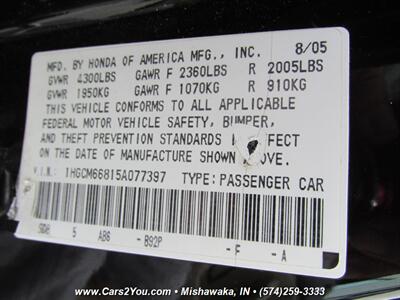 MFD. BY HONDA OF AMERICA MFG., INC. 8/05
GVWR 4300LBS GAWR F 2360LBS R 2005LBS
GVWR 1950KG GAWR F 1070KG R 910KG
THIS VEHICLE CONFORMS TO ALL APPLICABLE
FEDERAL MOTOR VEHICLE SAFETY, BUMPER,
AND THEFT PREVENTION STANDARDS IN EFFECT
ON THE DATE OF MANUFACTURE SHOWN ABOVE.
V.I.N.: 1HGCM66815A077397 TYPE: PASSENGER CAR
5 AB6 -B92P -F -A
www.Cars2You.com - Mishawaka, IN - (574)259-3333